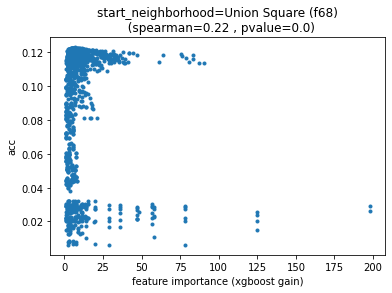 start_neighborhood=Union Square (f68)
(spearman=0.22 , pvalue=0.0)
0.12
0.10
0.08
0.06
0.04
0.02
acc
0 25 50 75 100 125 150 175 200
feature importance (xgboost gain)